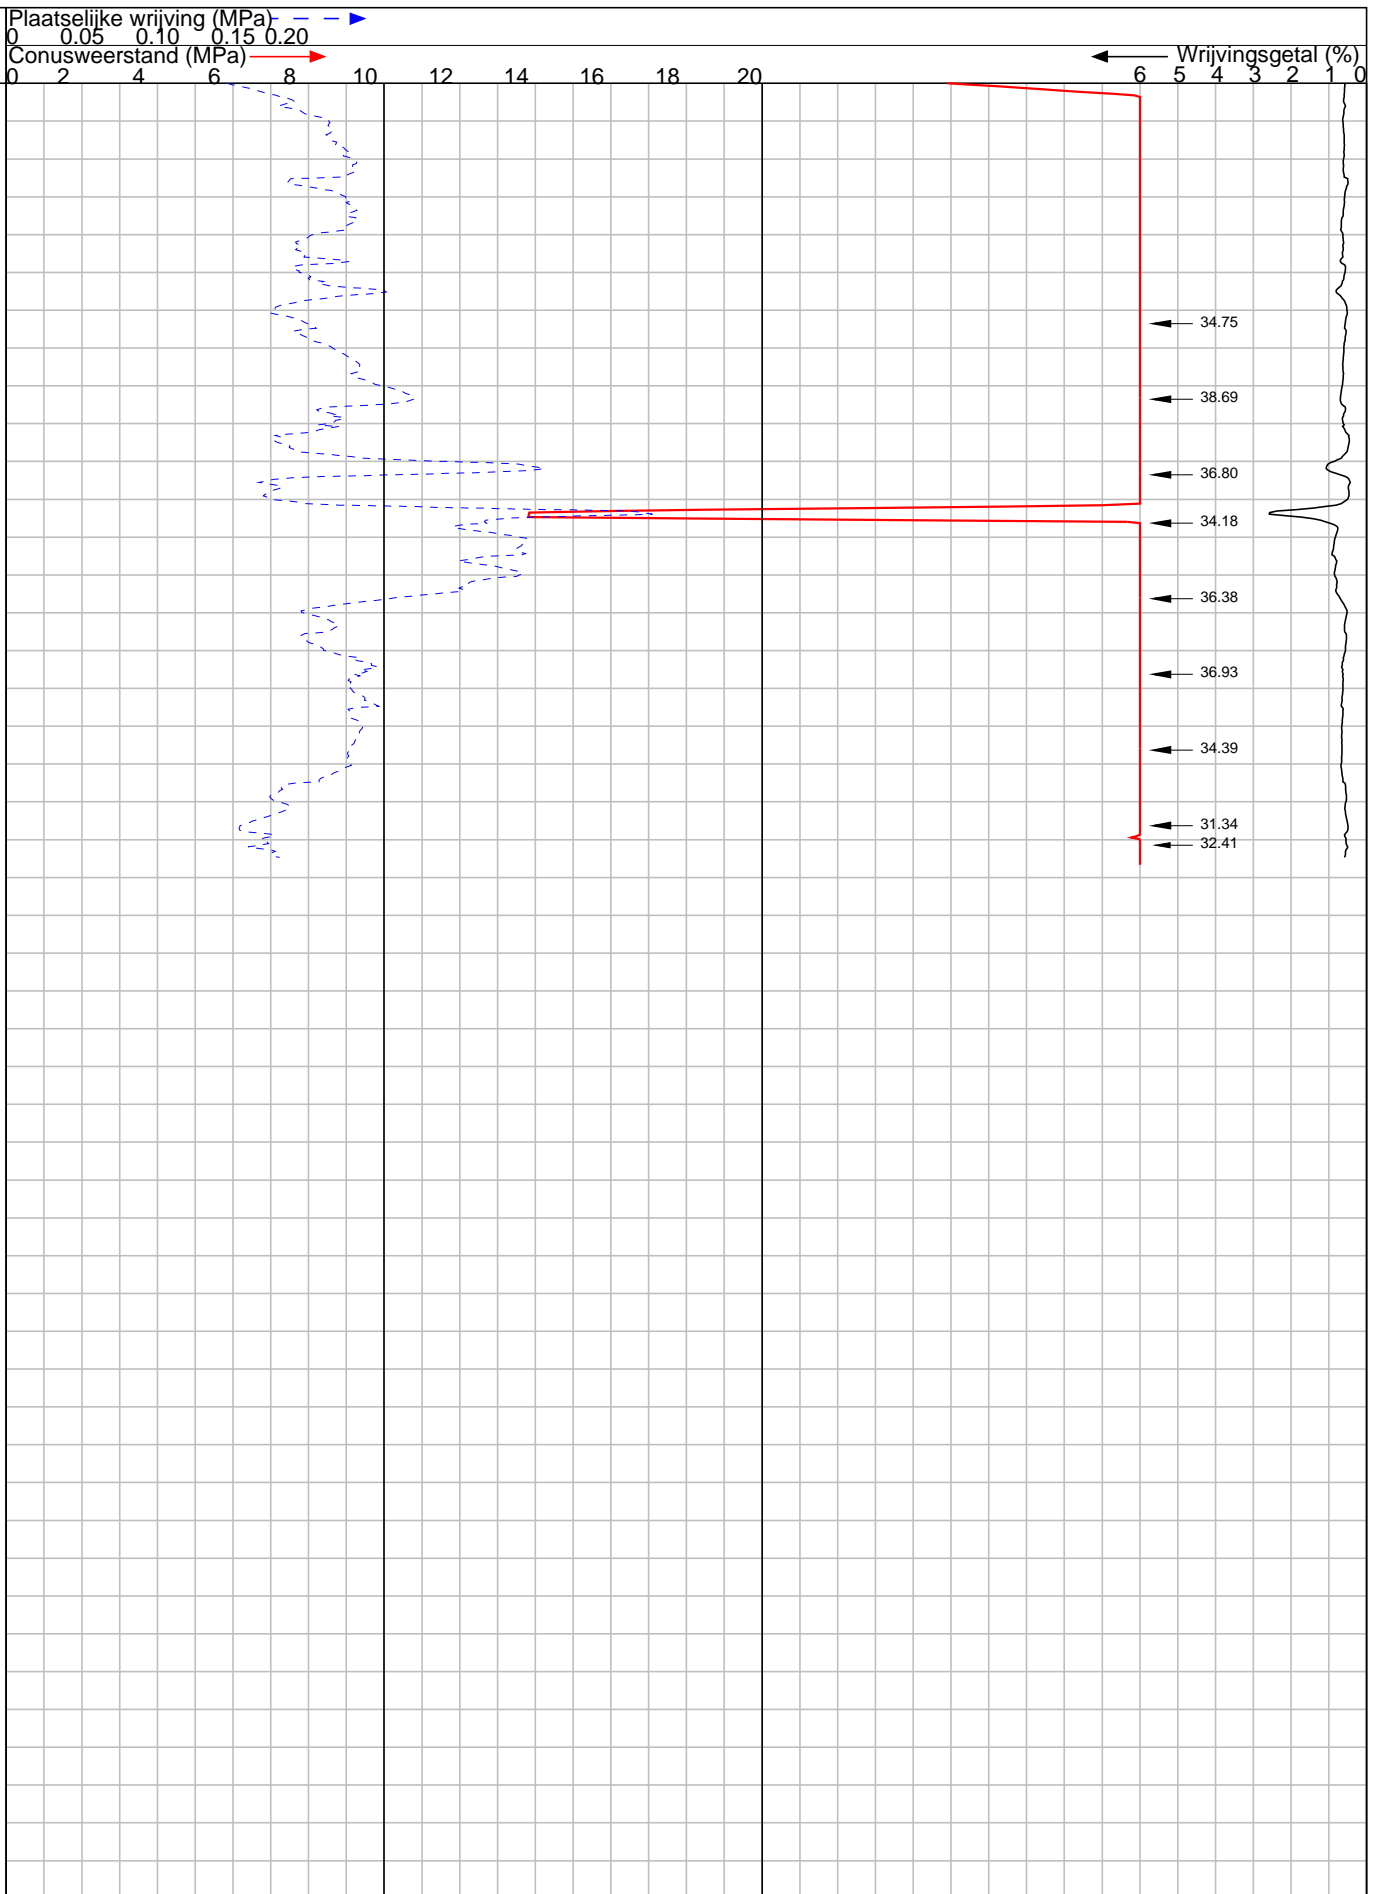 Plaatselijke wrijving (MPa)
0 0.05 0.10 0.15 0.20
Conusweerstand (MPa) Wrijvingsgetal (%)
0 2 4 6 8 10 12 14 16 18 20 6 5 4 3 2 1 0
34.75
38.69
36.80
34.18
36.38
36.93
34.39
31.34
32.41